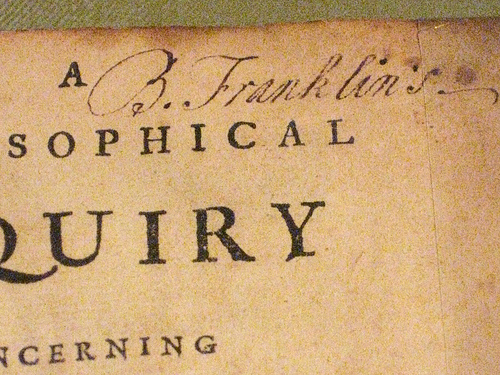 A B. Franklin's
SOPHICAL
QUIRY
NCERNING